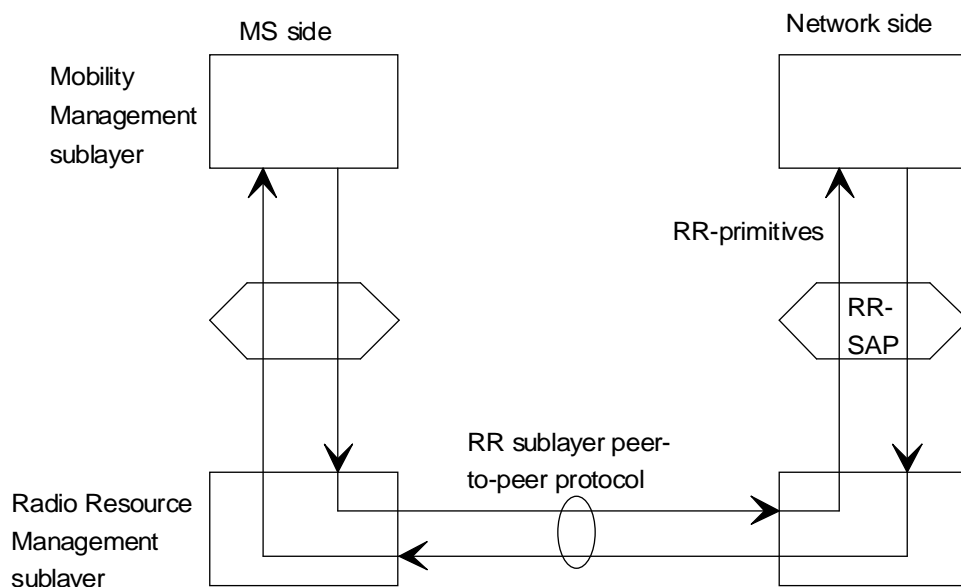 MS side
Network side
Mobility
Management
sublayer
RR-primitives
RR-
SAP
RR sublayer peer-
to-peer protocol
Radio Resource
Management
sublayer